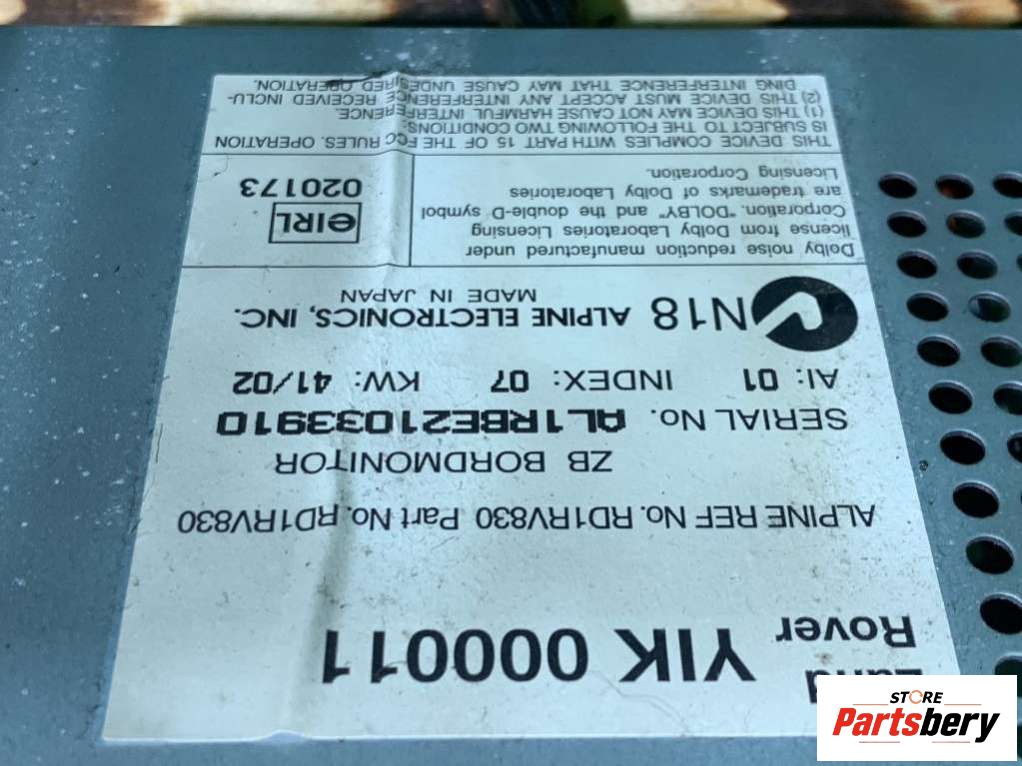 Land
Rover
YIK 000011
ALPINE REF No. RD1RV830 Part No. RD1RV830
ZB BORDMONITOR
SERIAL No. AL1RBE21033910
AI: 01 INDEX: 07 KW: 41/02
N18 ALPINE ELECTRONICS, INC.
MADE IN JAPAN
Dolby noise reduction manufactured under
license from Dolby Laboratories Licensing
Corporation. "DOLBY" and the double-D symbol
are trademarks of Dolby Laboratories
Licensing Corporation.
eIRL
020173
THIS DEVICE COMPLIES WITH PART 15 OF THE FCC RULES. OPERATION
IS SUBJECT TO THE FOLLOWING TWO CONDITIONS:
(1) THIS DEVICE MAY NOT CAUSE HARMFUL INTERFERENCE.
(2) THIS DEVICE MUST ACCEPT ANY INTERFERENCE RECEIVED INCLU-
DING INTERFERENCE THAT MAY CAUSE UNDESIRED OPERATION.
STORE
Partsbery